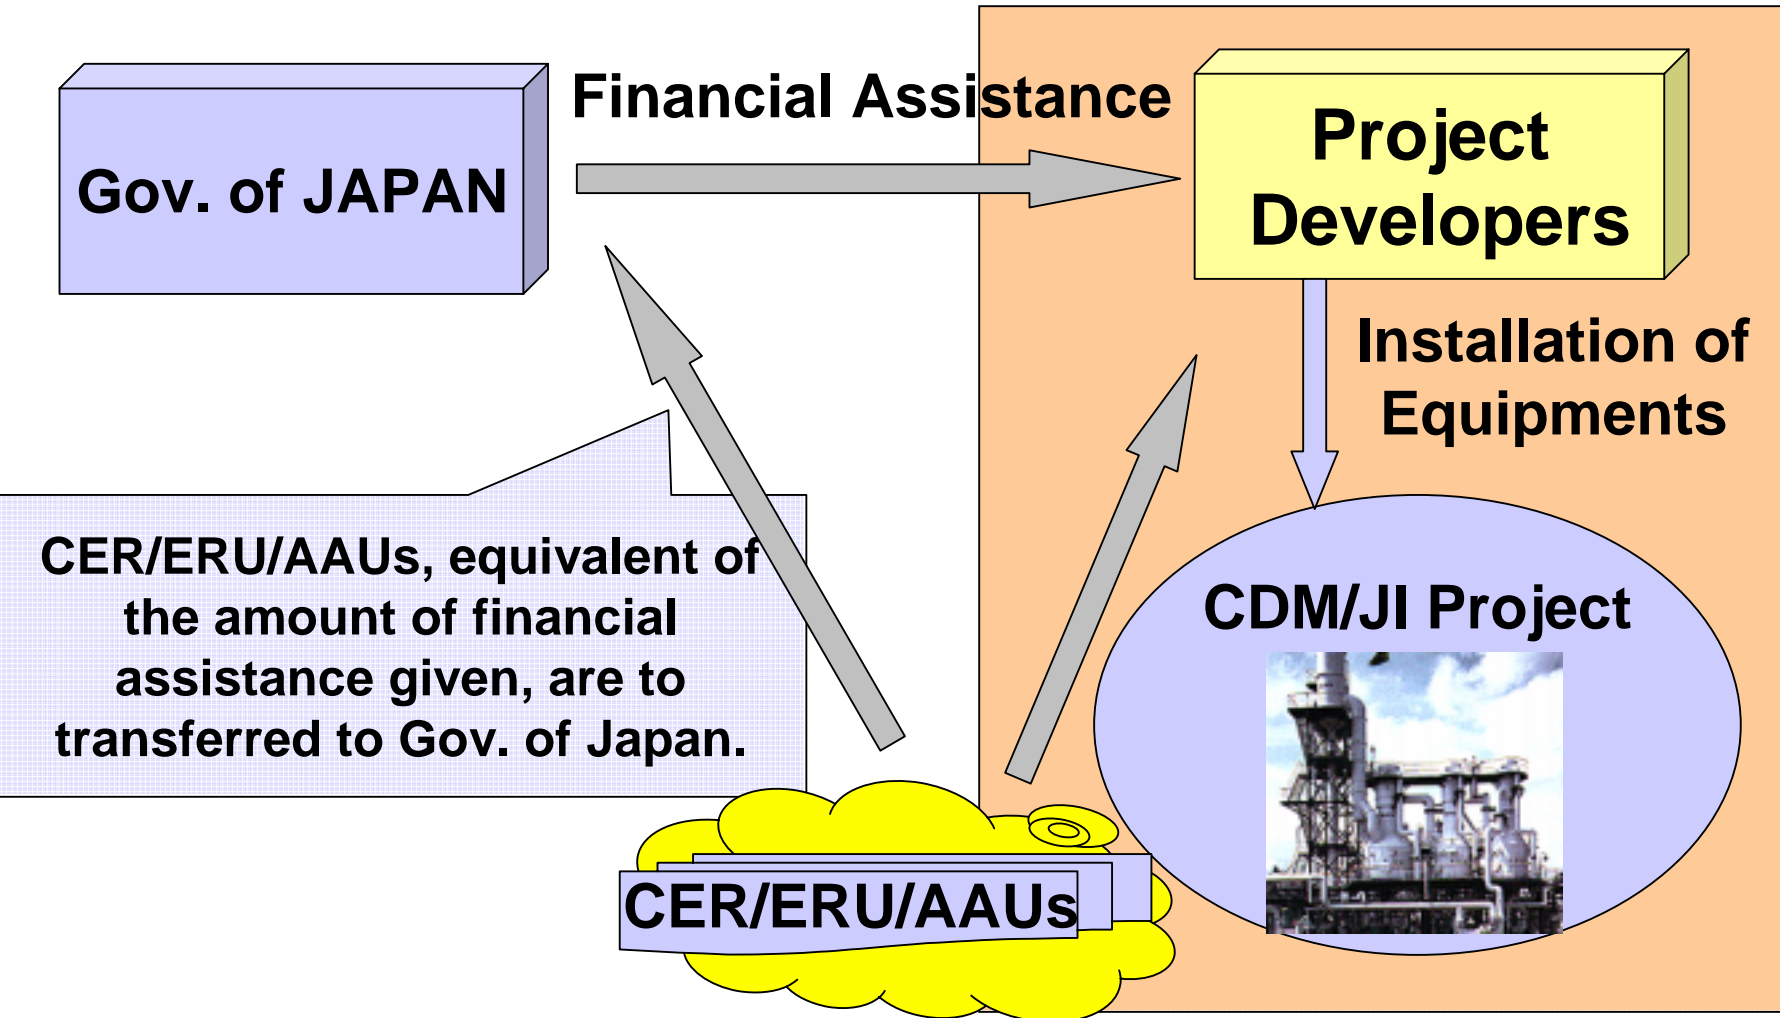 Financial Assistance
Gov. of JAPAN
Project
Developers
Installation of
Equipments
CER/ERU/AAUs, equivalent of
the amount of financial
assistance given, are to
transferred to Gov. of Japan.
CDM/JI Project
CER/ERU/AAUs